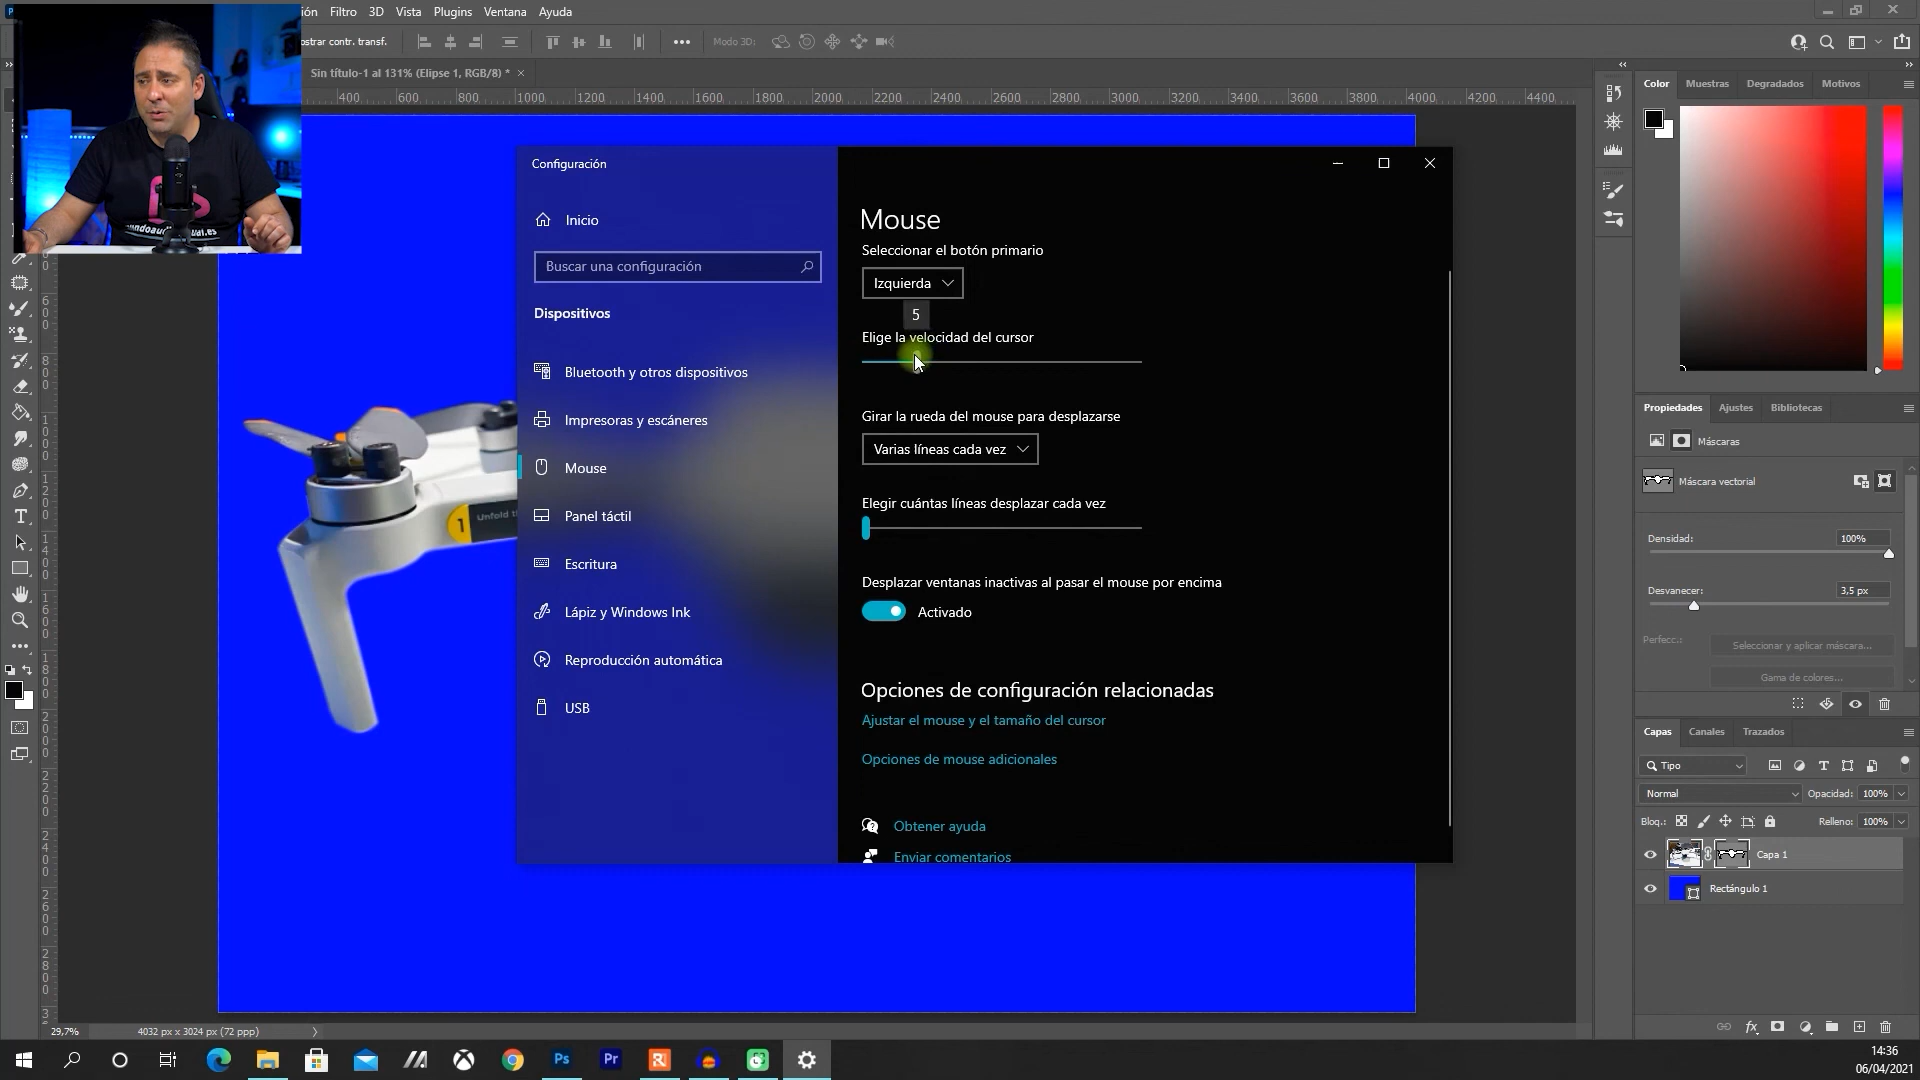 ión Filtro 3D Vista Plugins Ventana Ayuda
ostrar contr. transf.
Modo 3D:
Sin título-1 al 131% (Elipse 1, RGB/8) *
400 600 800 1000 1200 1400 1600 1800 2000 2200 2400 2600 2800 3000 3200 3400 3600 3800 4000 4200 4400
Configuración
Inicio
Buscar una configuración
Dispositivos
Bluetooth y otros dispositivos
Impresoras y escáneres
Mouse
Panel táctil
Escritura
Lápiz y Windows Ink
Reproducción automática
USB
Mouse
Seleccionar el botón primario
Izquierda
5
Elige la velocidad del cursor
Girar la rueda del mouse para desplazarse
Varias líneas cada vez
Elegir cuántas líneas desplazar cada vez
Desplazar ventanas inactivas al pasar el mouse por encima
Activado
Opciones de configuración relacionadas
Ajustar el mouse y el tamaño del cursor
Opciones de mouse adicionales
Obtener ayuda
Enviar comentarios
1 Unfold th
Color Muestras Degradados Motivos
Propiedades Ajustes Bibliotecas
Máscaras
Máscara vectorial
Densidad: 100%
Desvanecer: 3,5 px
Perfecc.: Seleccionar y aplicar máscara...
Gama de colores...
Capas Canales Trazados
Tipo
Normal Opacidad: 100%
Bloq.: Relleno: 100%
Capa 1
Rectángulo 1
fx
29,7% 4032 px x 3024 px (72 ppp)
Ps Pr
14:36
06/04/2021